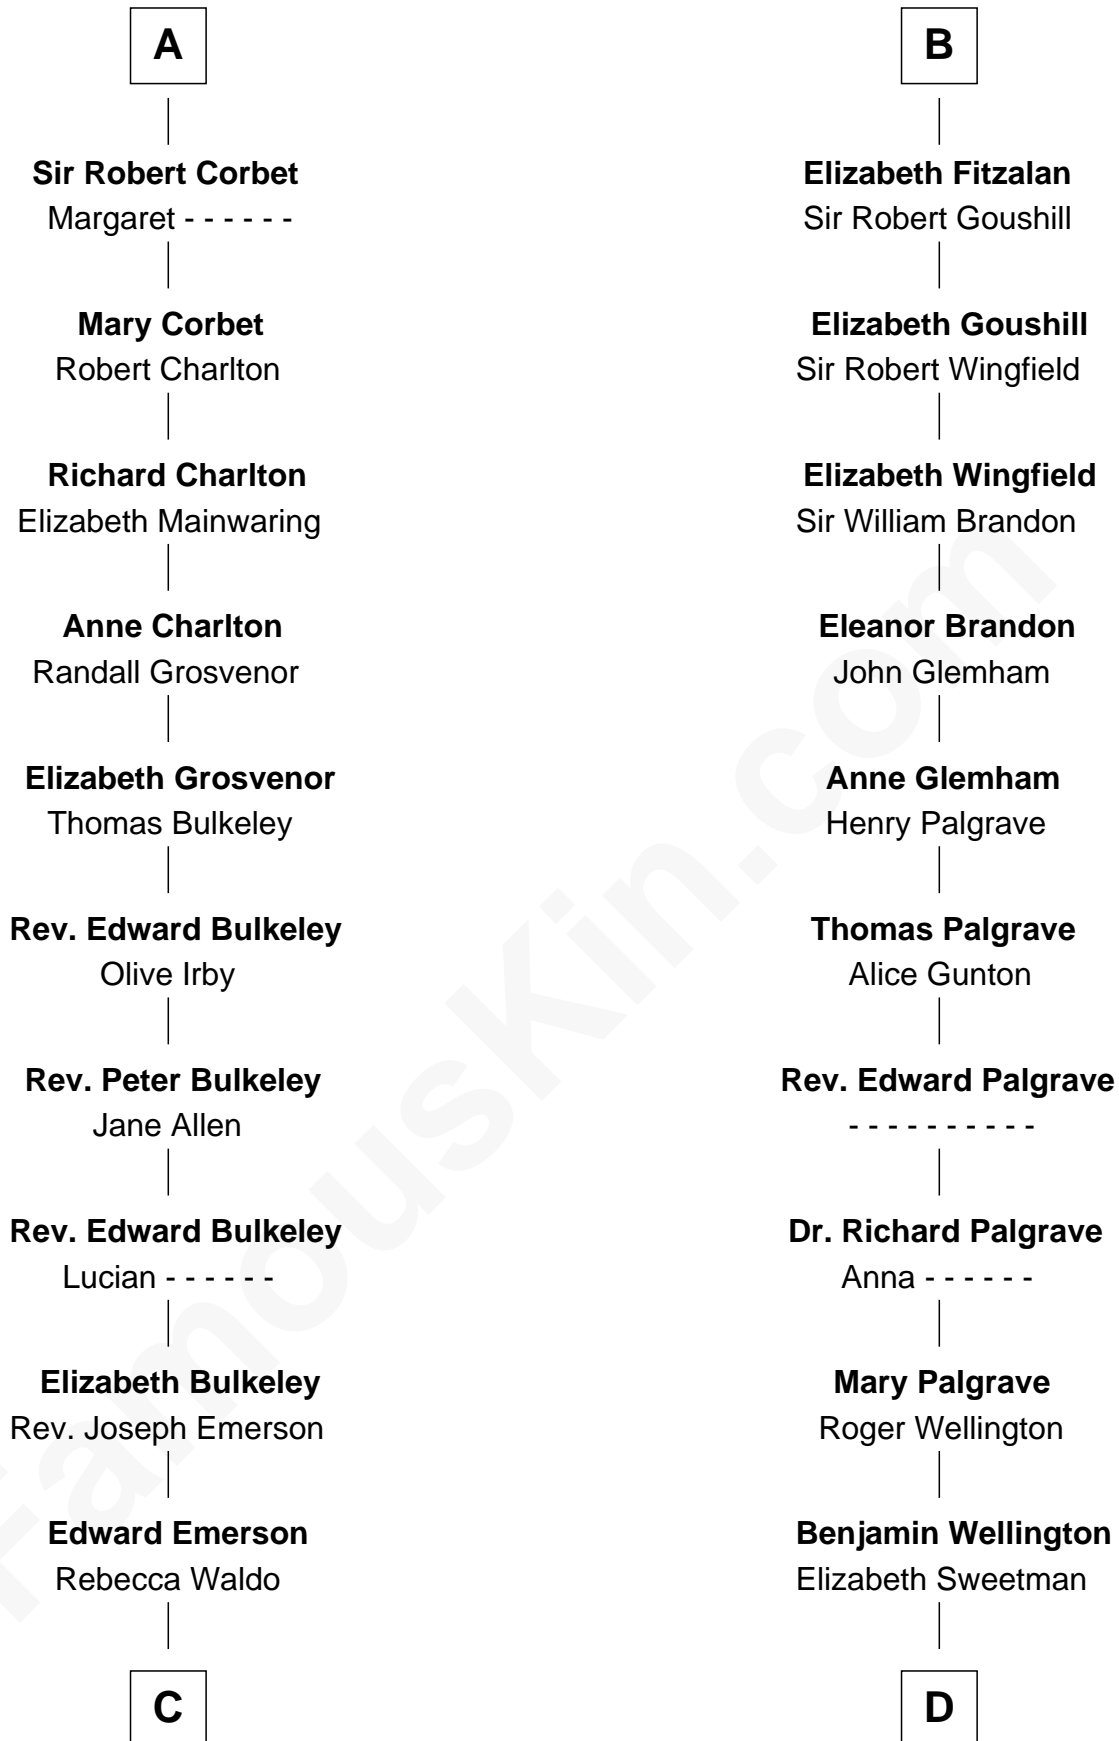 A
Sir Robert Corbet
Margaret - - - - - -
Mary Corbet
Robert Charlton
Richard Charlton
Elizabeth Mainwaring
Anne Charlton
Randall Grosvenor
Elizabeth Grosvenor
Thomas Bulkeley
Rev. Edward Bulkeley
Olive Irby
Rev. Peter Bulkeley
Jane Allen
Rev. Edward Bulkeley
Lucian - - - - - -
Elizabeth Bulkeley
Rev. Joseph Emerson
Edward Emerson
Rebecca Waldo
C
B
Elizabeth Fitzalan
Sir Robert Goushill
Elizabeth Goushill
Sir Robert Wingfield
Elizabeth Wingfield
Sir William Brandon
Eleanor Brandon
John Glemham
Anne Glemham
Henry Palgrave
Thomas Palgrave
Alice Gunton
Rev. Edward Palgrave
- - - - - - - - - -
Dr. Richard Palgrave
Anna - - - - - -
Mary Palgrave
Roger Wellington
Benjamin Wellington
Elizabeth Sweetman
D
FamousKin.com